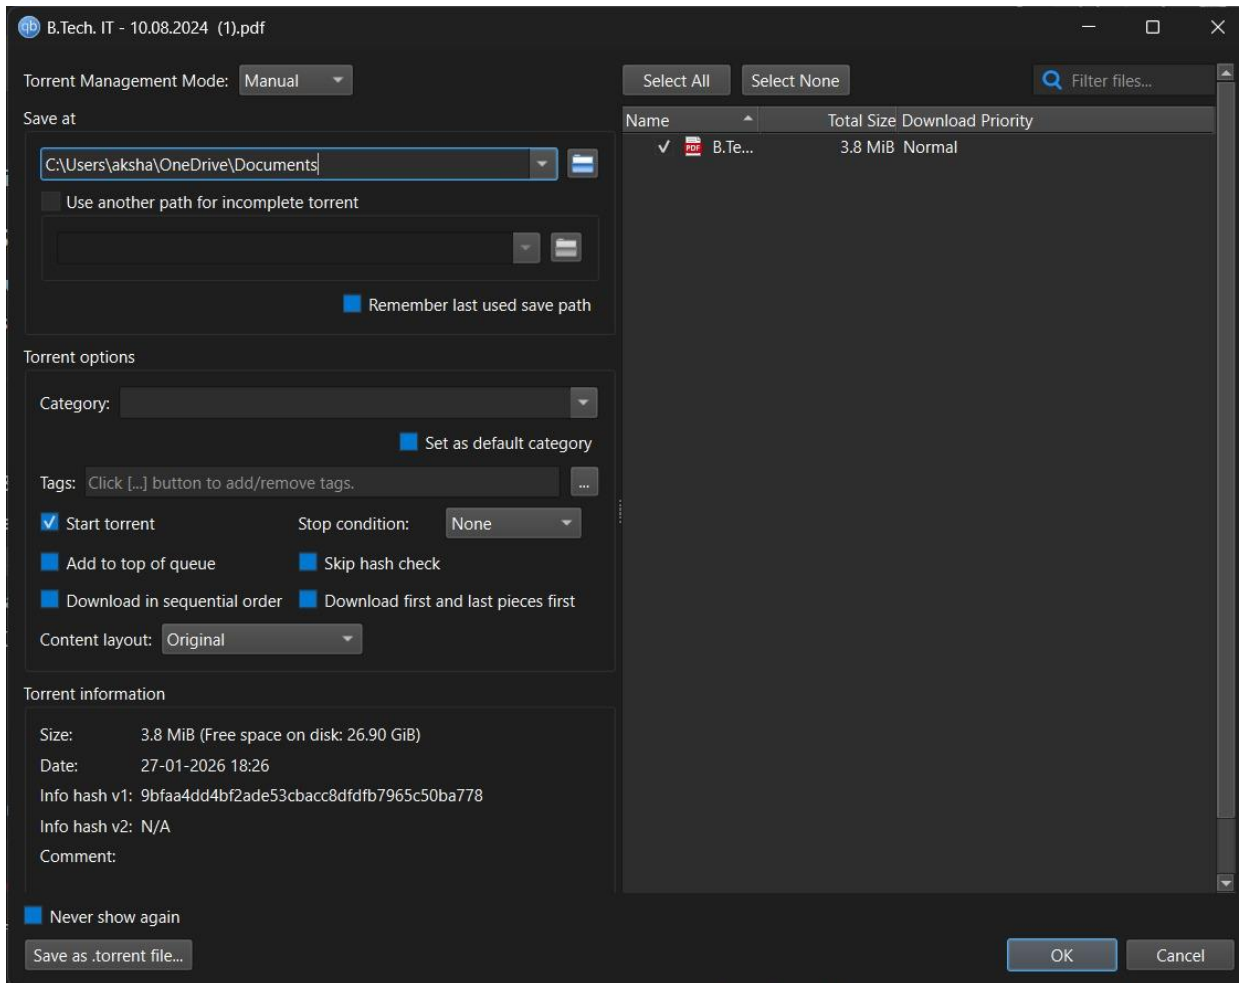 qb B.Tech. IT - 10.08.2024 (1).pdf
Torrent Management Mode: Manual
Save at
C:\Users\aksha\OneDrive\Documents
Use another path for incomplete torrent
Remember last used save path
Torrent options
Category:
Set as default category
Tags: Click [...] button to add/remove tags. ...
Start torrent Stop condition: None
Add to top of queue Skip hash check
Download in sequential order Download first and last pieces first
Content layout: Original
Torrent information
Size: 3.8 MiB (Free space on disk: 26.90 GiB)
Date: 27-01-2026 18:26
Info hash v1: 9bfaa4dd4bf2ade53cbacc8dfdfb7965c50ba778
Info hash v2: N/A
Comment:
Never show again
Save as .torrent file...
Select All Select None Filter files...
Name Total Size Download Priority
PDF B.Te... 3.8 MiB Normal
OK Cancel